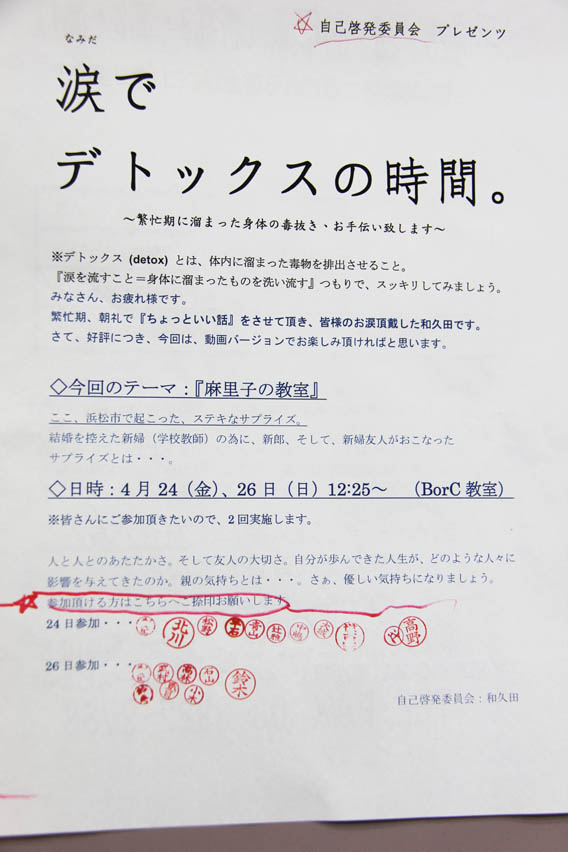 自己啓発委員会 プレゼンツ
なみだ
涙で
デトックスの時間。
～繁忙期に溜まった身体の毒抜き、お手伝い致します～
※デトックス (detox) とは、体内に溜まった毒物を排出させること。
『涙を流すこと＝身体に溜まったものを洗い流す』つもりで、スッキリしてみましょう。
みなさん、お疲れ様です。
繁忙期、朝礼で『ちょっといい話』をさせて頂き、皆様のお涙頂戴した和久田です。
さて、好評につき、今回は、動画バージョンでお楽しみ頂ければと思います。
◇今回のテーマ：『麻里子の教室』
ここ、浜松市で起こった、ステキなサプライズ。
結婚を控えた新婦（学校教師）の為に、新郎、そして、新婦友人がおこなった
サプライズとは・・・。
◇日時：4月24（金）、26日（日）12:25～　（BorC 教室）
※皆さんにご参加頂きたいので、2回実施します。
人と人とのあたたかさ。そして友人の大切さ。自分が歩んできた人生が、どのような人々に
影響を与えてきたのか。親の気持ちとは・・・。さぁ、優しい気持ちになりましょう。
参加頂ける方はこちらへご捺印お願いします
24日参加・・・ 北川 松野 青山 高野
26日参加・・・ 石山 鈴木
自己啓発委員会：和久田